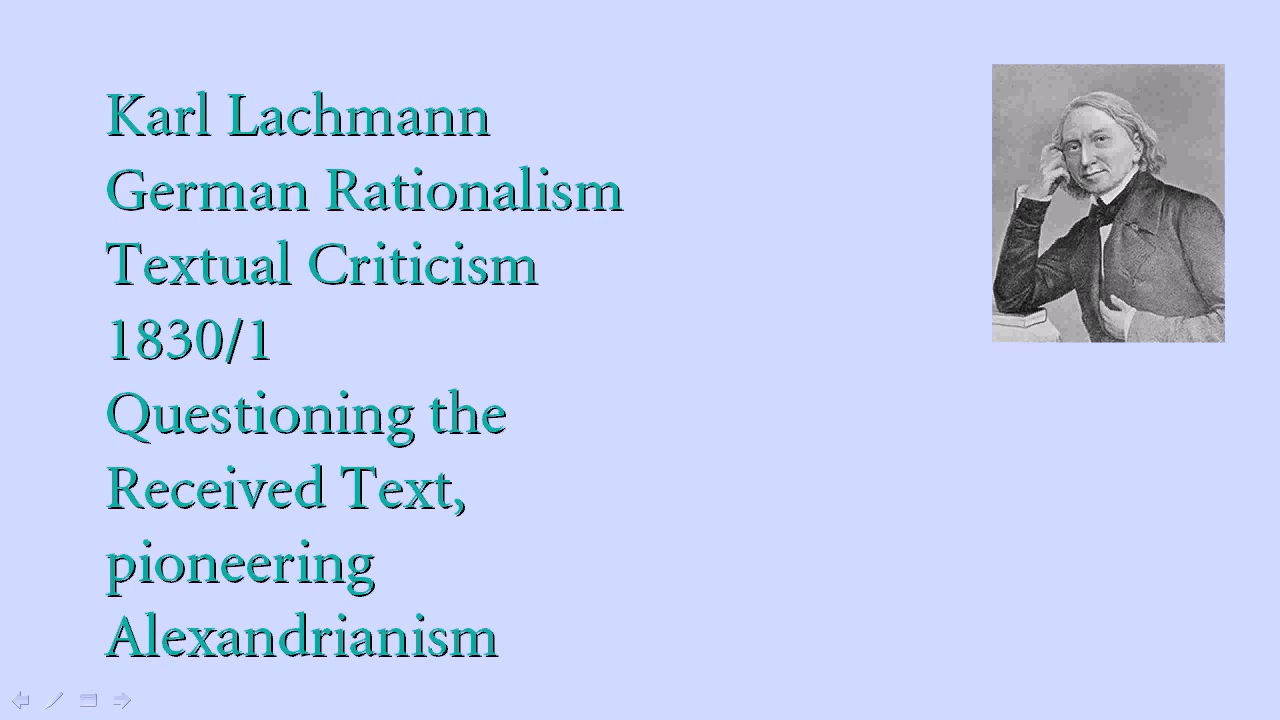 Karl Lachmann
German Rationalism
Textual Criticism
1830/1
Questioning the
Received Text,
pioneering
Alexandrianism